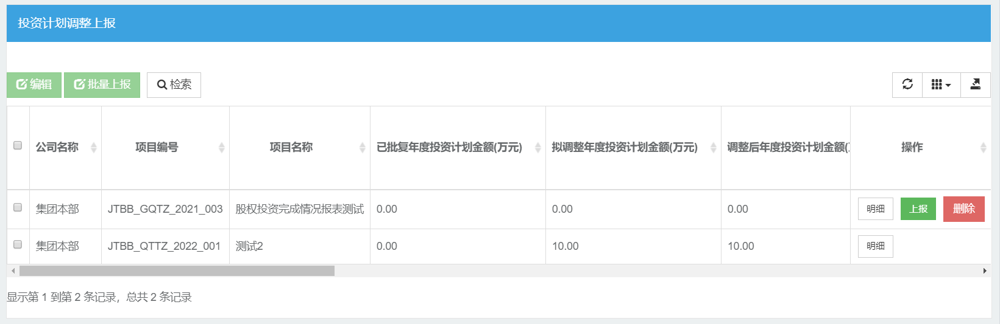 投资计划调整上报
编辑 批量上报 检索
公司名称 项目编号 项目名称 已批复年度投资计划金额(万元) 拟调整年度投资计划金额(万元) 调整后年度投资计划金额( 操作
集团本部 JTBB_GQTZ_2021_003 股权投资完成情况报表测试 0.00 0.00 0.00 明细 上报 删除
集团本部 JTBB_QTTZ_2022_001 测试2 0.00 10.00 10.00 明细
显示第 1 到第 2 条记录，总共 2 条记录